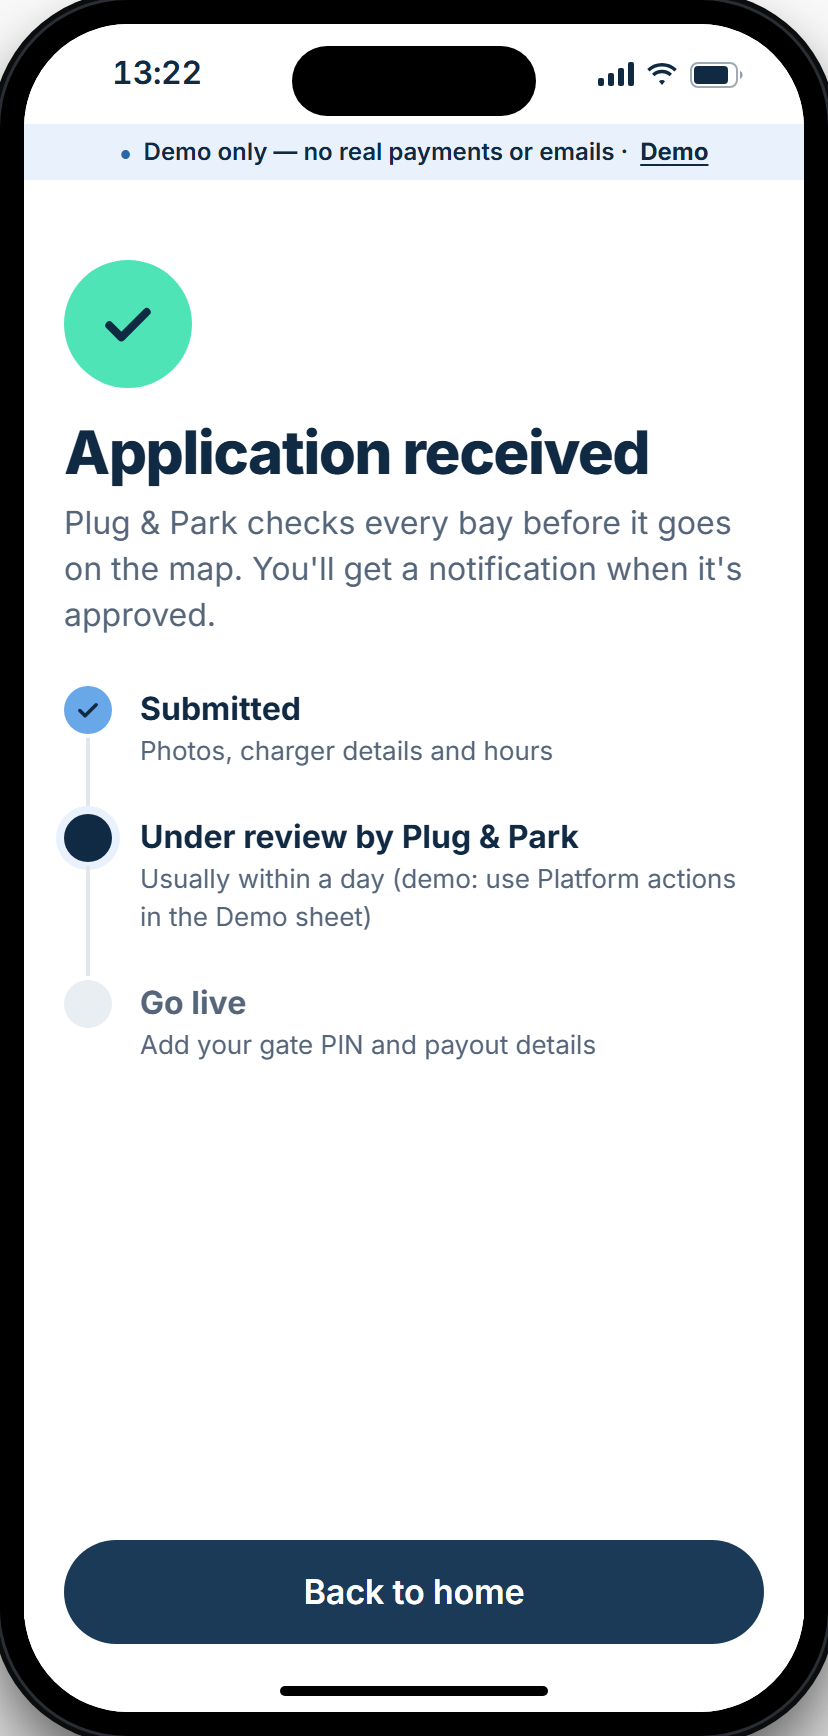 13:22
Demo only — no real payments or emails · Demo
Application received
Plug & Park checks every bay before it goes
on the map. You'll get a notification when it's
approved.
Submitted
Photos, charger details and hours
Under review by Plug & Park
Usually within a day (demo: use Platform actions
in the Demo sheet)
Go live
Add your gate PIN and payout details
Back to home